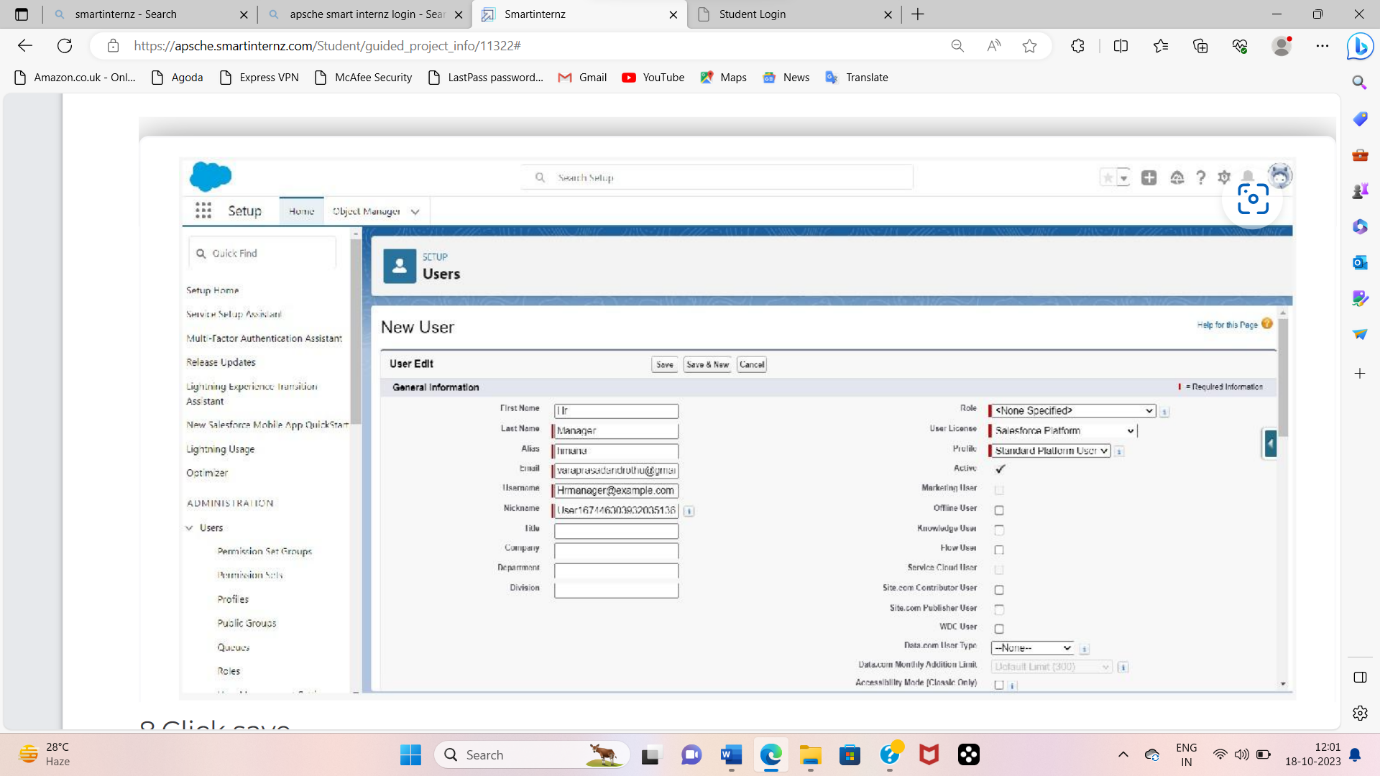 smartinternz - Search
apsche smart internz login - Sear
Smartinternz
Student Login
https://apsche.smartinternz.com/Student/guided_project_info/11322#
Amazon.co.uk - Onl...
Agoda
Express VPN
McAfee Security
LastPass password...
Gmail
YouTube
Maps
News
Translate
Search Setup
Setup
Home
Object Manager
Quick Find
Setup Home
Service Setup Assistant
Multi-Factor Authentication Assistant
Release Updates
Lightning Experience Transition
Assistant
New Salesforce Mobile App QuickStart
Lightning Usage
Optimizer
ADMINISTRATION
Users
Permission Set Groups
Permission Sets
Profiles
Public Groups
Queues
Roles
SETUP
Users
New User
Help for this Page
User Edit
Save
Save & New
Cancel
General Information
= Required Information
First Name
Last Name Manager
Alias hrmana
Email varaprasadandrothu@gmai
Username Hrmanager@example.com
Nickname User167446303932035136
Title
Company
Department
Division
Role <None Specified>
User License Salesforce Platform
Profile Standard Platform User
Active
Marketing User
Offline User
Knowledge User
Flow User
Service Cloud User
Site.com Contributor User
Site.com Publisher User
WDC User
Data.com User Type --None--
Data.com Monthly Addition Limit Default Limit (300)
Accessibility Mode (Classic Only)
8 Click save
28°C
Haze
Search
ENG
IN
12:01
18-10-2023